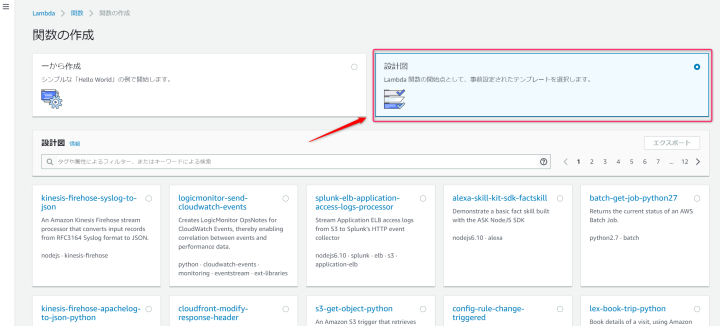 Lambda > 関数 > 関数の作成
関数の作成
一から作成
シンプルな「Hello World」の例で開始します。
設計図
Lambda 関数の開始点として、事前設定されたテンプレートを選択します。
設計図 情報
エクスポート
タグや属性によるフィルター、またはキーワードによる検索
< 1 2 3 4 5 6 7 ... 12 >
kinesis-firehose-syslog-to-
json
An Amazon Kinesis Firehose stream
processor that converts input records
from RFC3164 Syslog format to JSON.
nodejs · kinesis-firehose
logicmonitor-send-
cloudwatch-events
Creates LogicMonitor OpsNotes for
CloudWatch Events, thereby enabling
correlation between events and
performance data.
python · cloudwatch-events ·
monitoring · eventstream · ext-libraries
splunk-elb-application-
access-logs-processor
Stream Application ELB access logs
from S3 to Splunk's HTTP event
collector
nodejs6.10 · splunk · elb · s3 ·
application-elb
alexa-skill-kit-sdk-factskill
Demonstrate a basic fact skill built
with the ASK NodeJS SDK
nodejs6.10 · alexa
batch-get-job-python27
Returns the current status of an AWS
Batch Job.
python2.7 · batch
kinesis-firehose-apachelog-
to-json-python
cloudfront-modify-
response-header
s3-get-object-python
An Amazon S3 trigger that retrieves
config-rule-change-
triggered
lex-book-trip-python
Book details of a visit, using Amazon